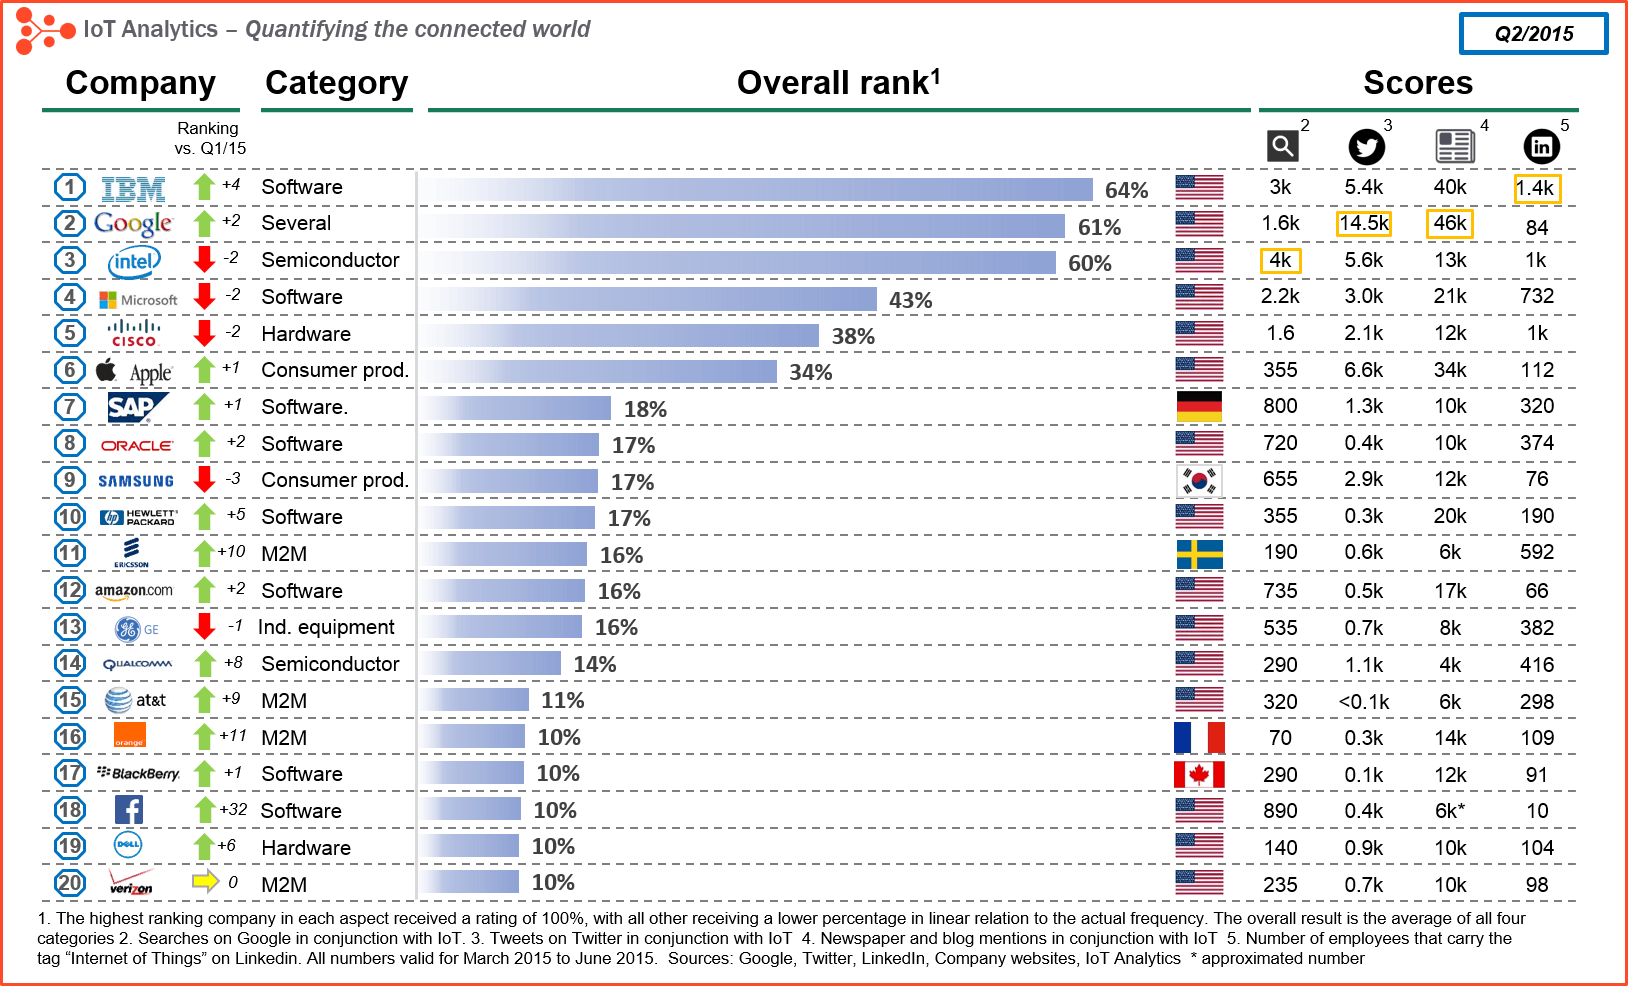 IoT Analytics – Quantifying the connected world
Q2/2015
Company Category Overall rank1 Scores
Ranking
vs. Q1/15
2 3 4 5
in
1 IBM +4 Software 64% 3k 5.4k 40k 1.4k
2 Google +2 Several 61% 1.6k 14.5k 46k 84
3 intel -2 Semiconductor 60% 4k 5.6k 13k 1k
4 Microsoft -2 Software 43% 2.2k 3.0k 21k 732
5 CISCO -2 Hardware 38% 1.6 2.1k 12k 1k
6 Apple +1 Consumer prod. 34% 355 6.6k 34k 112
7 SAP +1 Software. 18% 800 1.3k 10k 320
8 ORACLE +2 Software 17% 720 0.4k 10k 374
9 SAMSUNG -3 Consumer prod. 17% 655 2.9k 12k 76
10 hp HEWLETT PACKARD +5 Software 17% 355 0.3k 20k 190
11 ERICSSON +10 M2M 16% 190 0.6k 6k 592
12 amazon.com +2 Software 16% 735 0.5k 17k 66
13 GE GE -1 Ind. equipment 16% 535 0.7k 8k 382
14 QUALCOMM +8 Semiconductor 14% 290 1.1k 4k 416
15 at&t +9 M2M 11% 320 <0.1k 6k 298
16 orange +11 M2M 10% 70 0.3k 14k 109
17 BlackBerry +1 Software 10% 290 0.1k 12k 91
18 f +32 Software 10% 890 0.4k 6k* 10
19 DELL +6 Hardware 10% 140 0.9k 10k 104
20 verizon 0 M2M 10% 235 0.7k 10k 98
1. The highest ranking company in each aspect received a rating of 100%, with all other receiving a lower percentage in linear relation to the actual frequency. The overall result is the average of all four
categories 2. Searches on Google in conjunction with IoT. 3. Tweets on Twitter in conjunction with IoT 4. Newspaper and blog mentions in conjunction with IoT 5. Number of employees that carry the
tag “Internet of Things” on Linkedin. All numbers valid for March 2015 to June 2015. Sources: Google, Twitter, LinkedIn, Company websites, IoT Analytics * approximated number